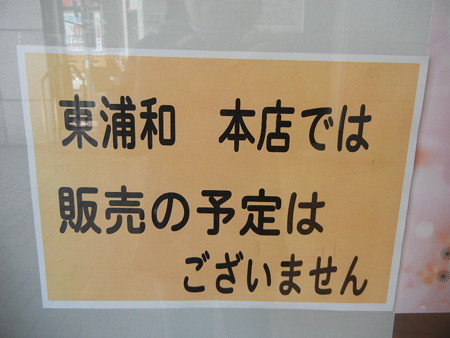 東浦和　本店では
販売の予定は
ございません